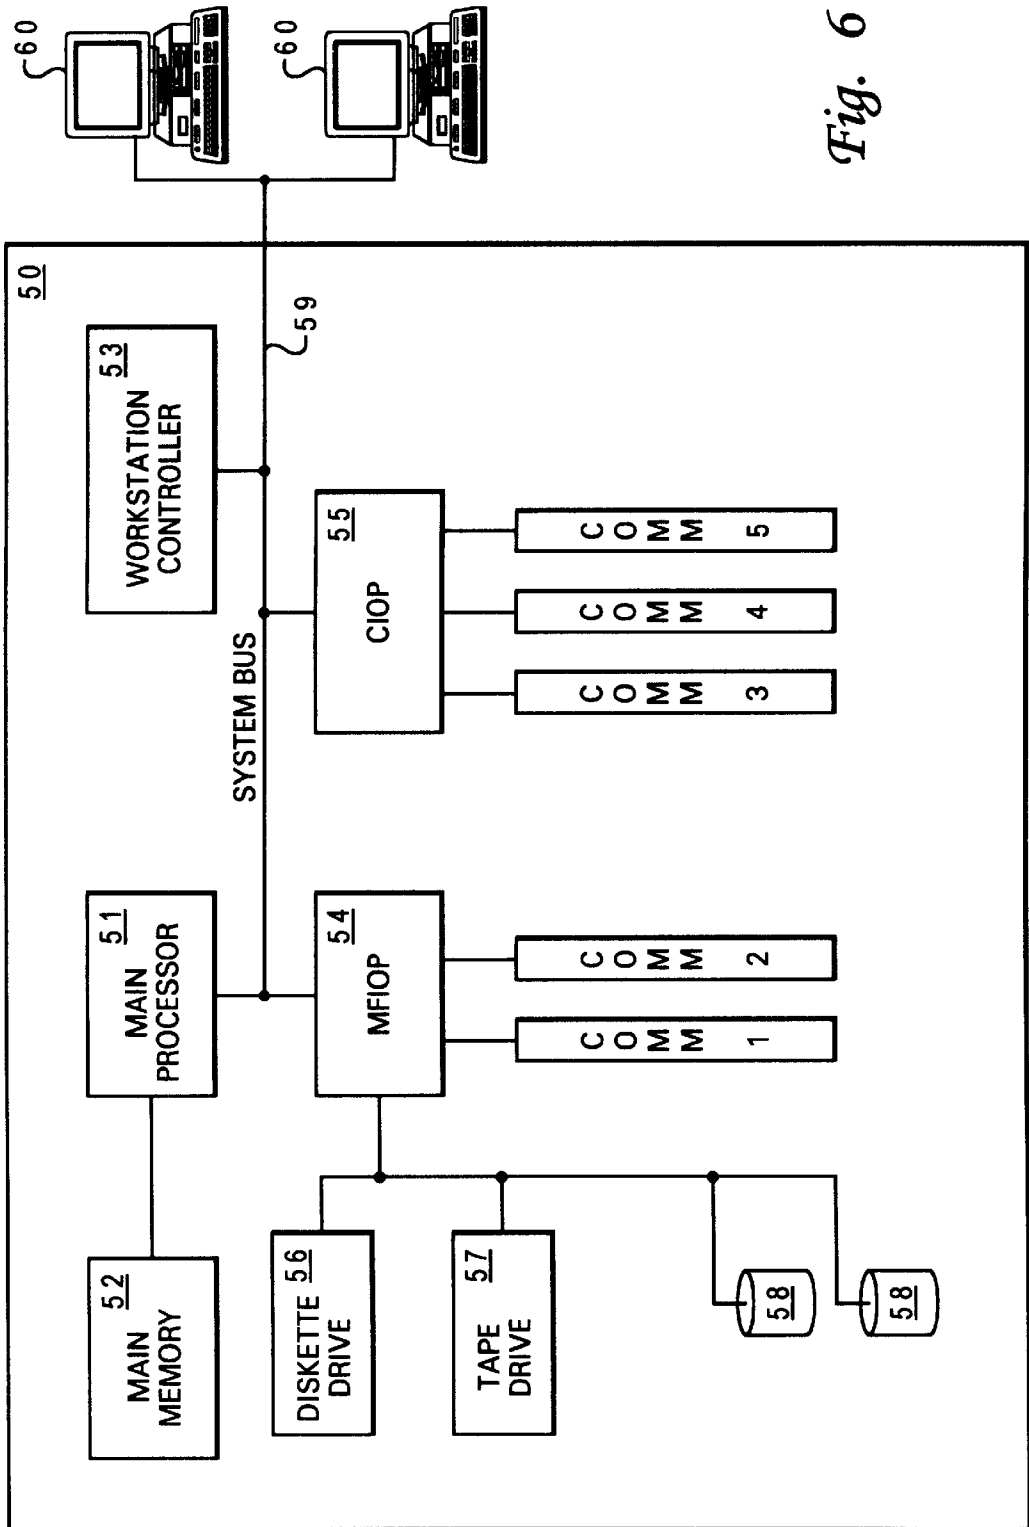 50
MAIN
MEMORY
52
MAIN
PROCESSOR
51
WORKSTATION
CONTROLLER
53
60
SYSTEM BUS
59
60
DISKETTE
DRIVE
56
MFIOP
54
CIOP
55
TAPE
DRIVE
57
COMM 1
COMM 2
COMM 3
COMM 4
COMM 5
58
58
Fig. 6